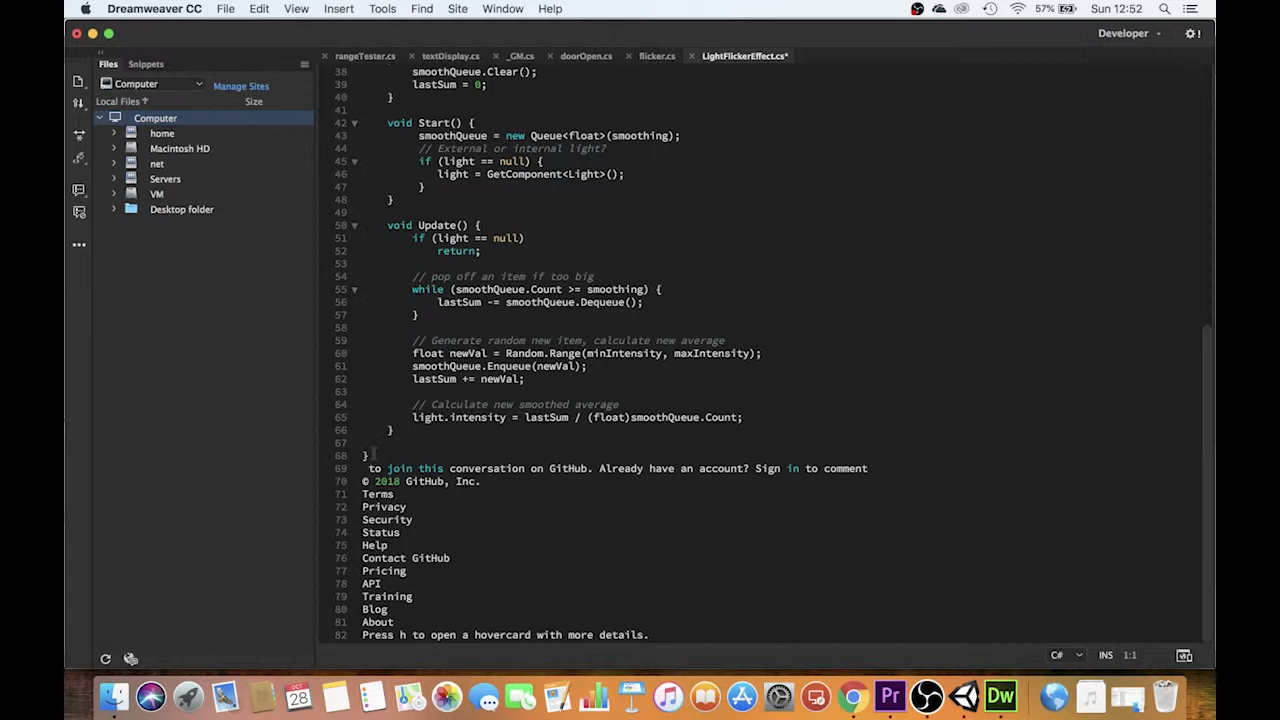 Dreamweaver CC File Edit View Insert Tools Find Site Window Help 57% Sun 12:52
Developer
Files Snippets
rangeTester.cs textDisplay.cs _GM.cs doorOpen.cs flicker.cs LightFlickerEffect.cs*
Computer Manage Sites
Local Files Size
Computer
home
Macintosh HD
net
Servers
VM
Desktop folder
38 smoothQueue.Clear();
39 lastSum = 0;
40 }
41
42 void Start() {
43 smoothQueue = new Queue<float>(smoothing);
44 // External or internal light?
45 if (light == null) {
46 light = GetComponent<Light>();
47 }
48 }
49
50 void Update() {
51 if (light == null)
52 return;
53
54 // pop off an item if too big
55 while (smoothQueue.Count >= smoothing) {
56 lastSum -= smoothQueue.Dequeue();
57 }
58
59 // Generate random new item, calculate new average
60 float newVal = Random.Range(minIntensity, maxIntensity);
61 smoothQueue.Enqueue(newVal);
62 lastSum += newVal;
63
64 // Calculate new smoothed average
65 light.intensity = lastSum / (float)smoothQueue.Count;
66 }
67
68 }
69 to join this conversation on GitHub. Already have an account? Sign in to comment
70 © 2018 GitHub, Inc.
71 Terms
72 Privacy
73 Security
74 Status
75 Help
76 Contact GitHub
77 Pricing
78 API
79 Training
80 Blog
81 About
82 Press h to open a hovercard with more details.
C# INS 1:1
OCT 28 Pr Dw